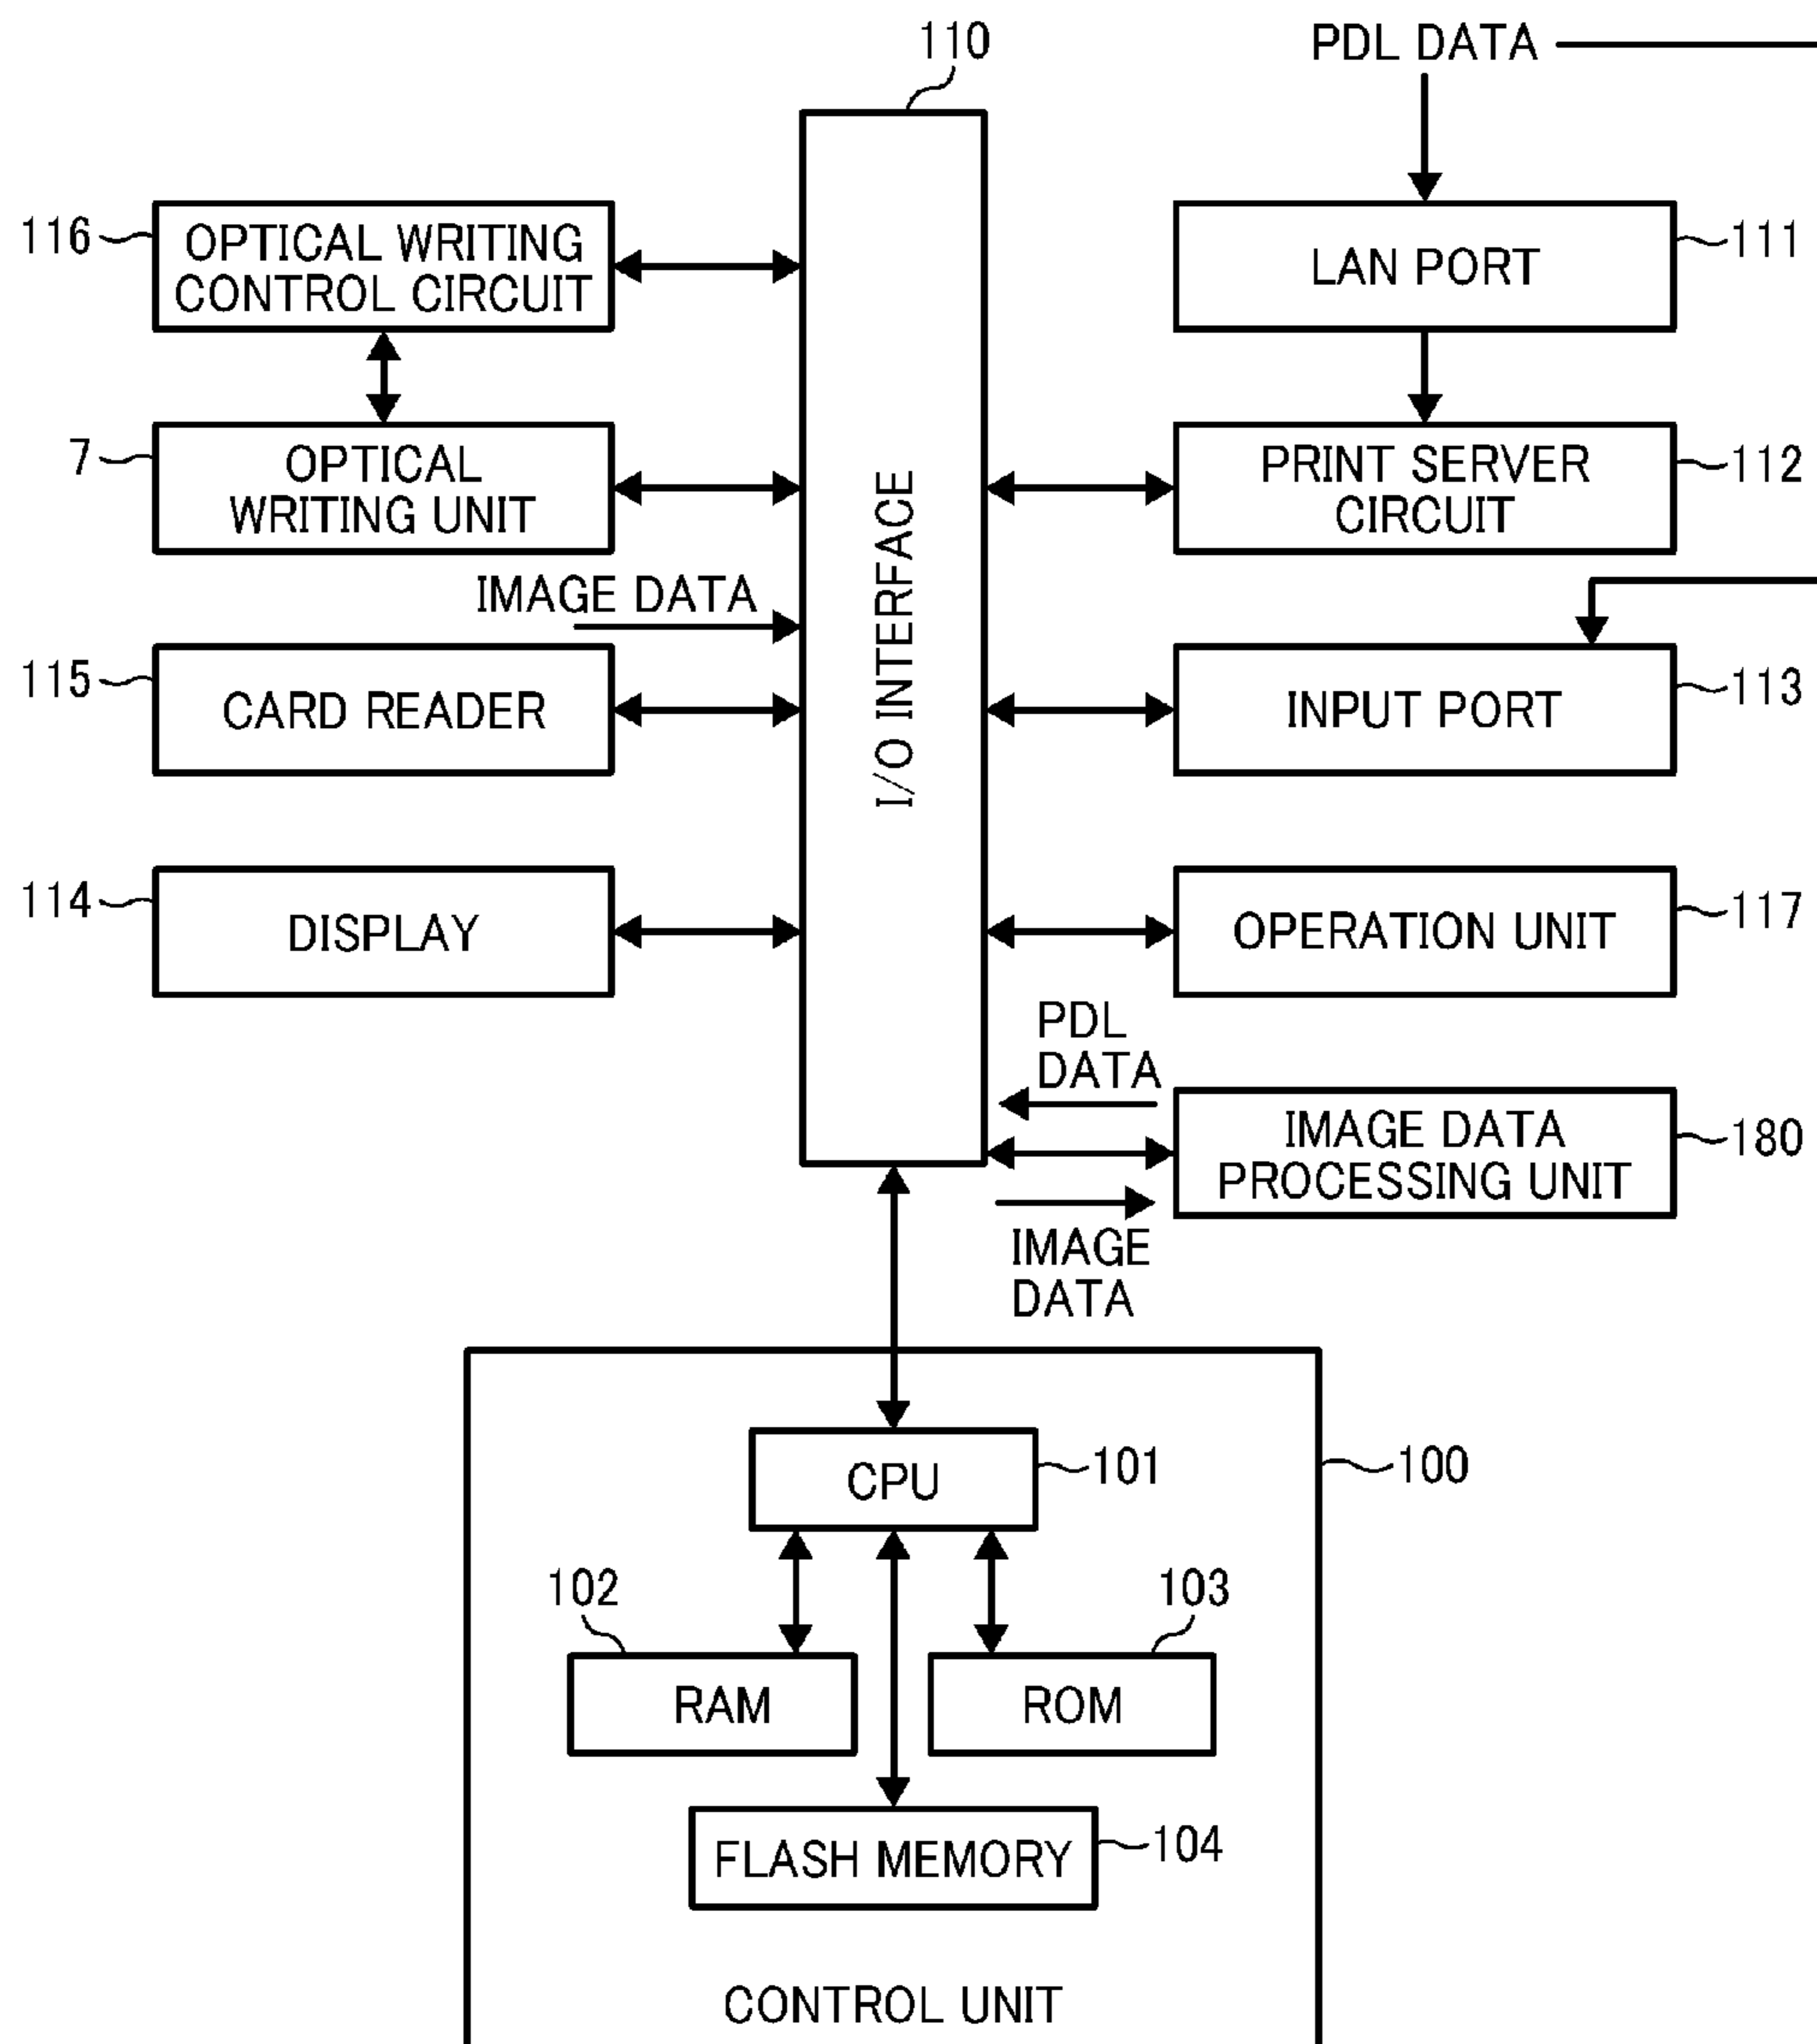 110
PDL DATA
116
OPTICAL WRITING
CONTROL CIRCUIT
LAN PORT
111
7
OPTICAL
WRITING UNIT
I/O INTERFACE
PRINT SERVER
CIRCUIT
112
IMAGE DATA
115
CARD READER
INPUT PORT
113
114
DISPLAY
OPERATION UNIT
117
PDL
DATA
IMAGE DATA
PROCESSING UNIT
180
IMAGE
DATA
CPU
101
100
102
103
RAM
ROM
FLASH MEMORY
104
CONTROL UNIT